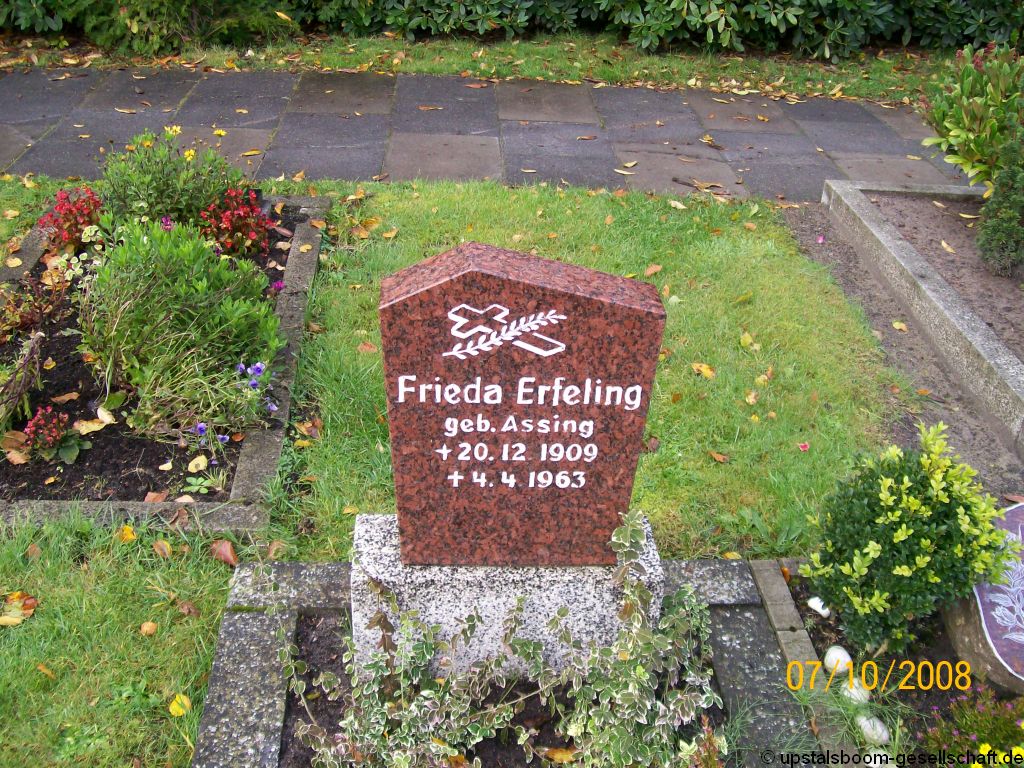 Frieda Erfeling
geb. Assing
+20.12 1909
+4.4 1963
07/10/2008
© upstalsboom-gesellschaft.de